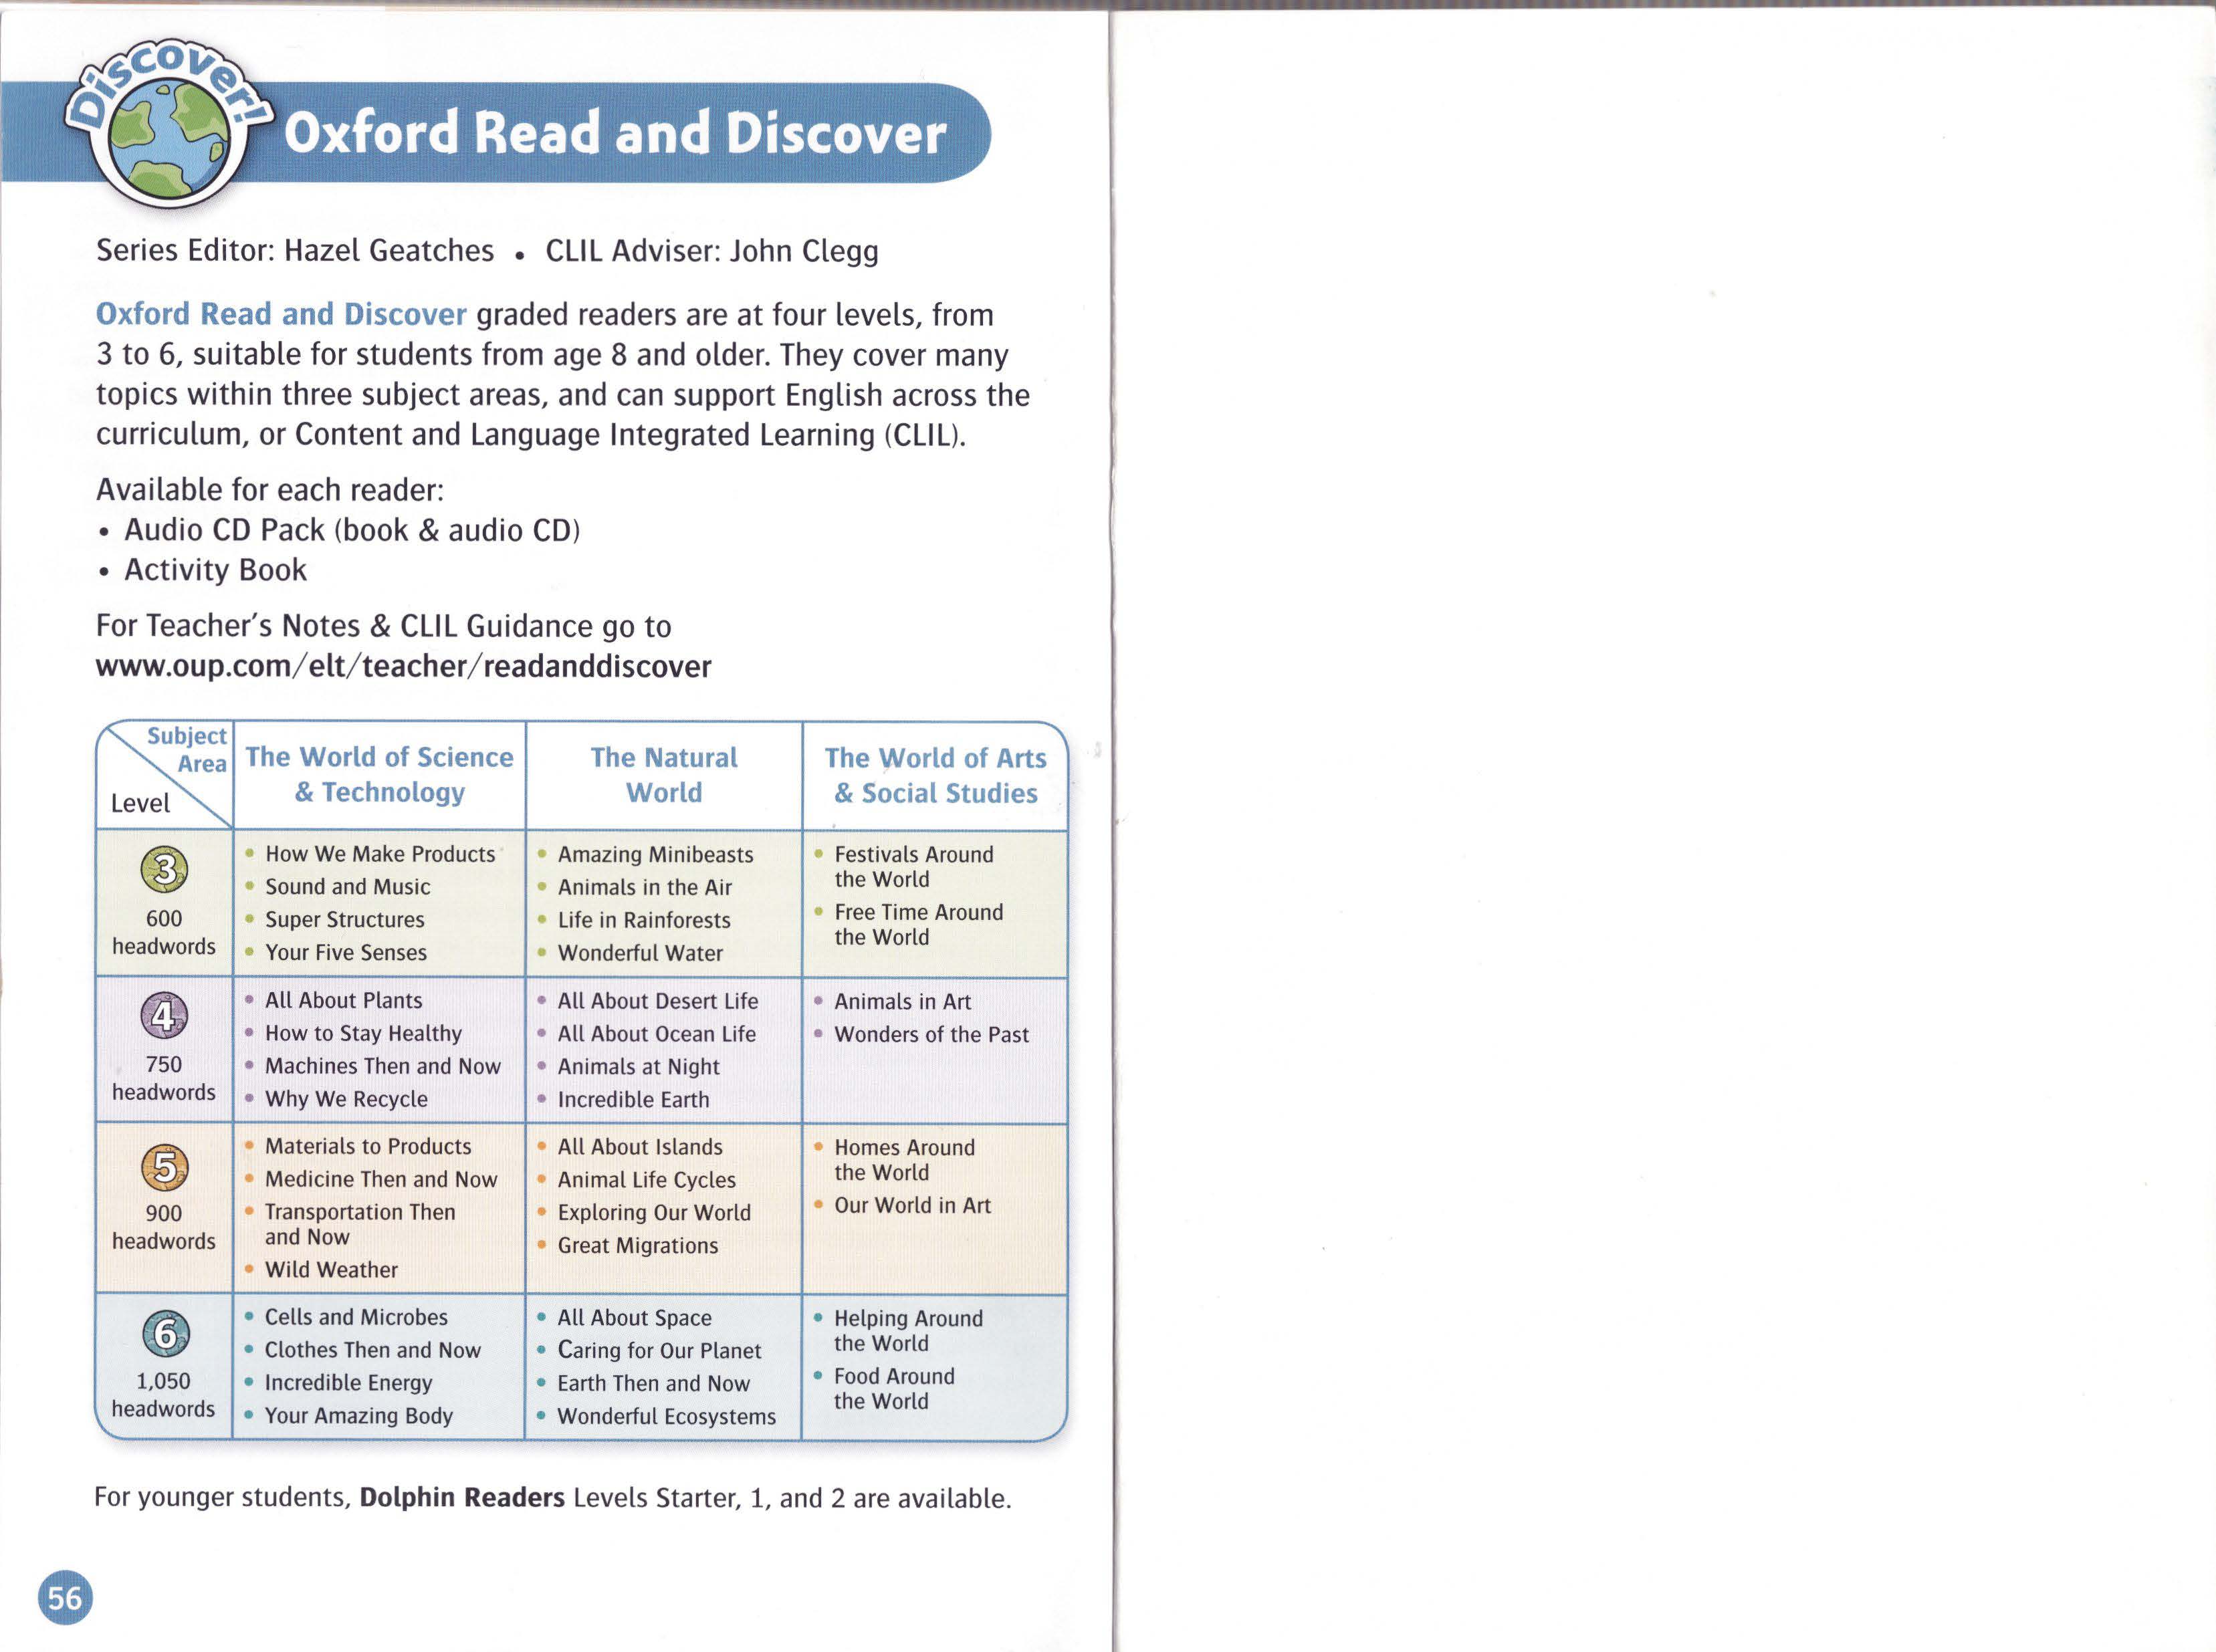 Discover!
Oxford Read and Discover
Series Editor: Hazel Geatches • CLIL Adviser: John Clegg
Oxford Read and Discover graded readers are at four levels, from
3 to 6, suitable for students from age 8 and older. They cover many
topics within three subject areas, and can support English across the
curriculum, or Content and Language Integrated Learning (CLIL).
Available for each reader:
• Audio CD Pack (book & audio CD)
• Activity Book
For Teacher's Notes & CLIL Guidance go to
www.oup.com/elt/teacher/readanddiscover
Subject
Area
Level
The World of Science
& Technology
The Natural
World
The World of Arts
& Social Studies
3
600
headwords
• How We Make Products
• Sound and Music
• Super Structures
• Your Five Senses
• Amazing Minibeasts
• Animals in the Air
• Life in Rainforests
• Wonderful Water
• Festivals Around
the World
• Free Time Around
the World
4
750
headwords
• All About Plants
• How to Stay Healthy
• Machines Then and Now
• Why We Recycle
• All About Desert Life
• All About Ocean Life
• Animals at Night
• Incredible Earth
• Animals in Art
• Wonders of the Past
5
900
headwords
• Materials to Products
• Medicine Then and Now
• Transportation Then
and Now
• Wild Weather
• All About Islands
• Animal Life Cycles
• Exploring Our World
• Great Migrations
• Homes Around
the World
• Our World in Art
6
1,050
headwords
• Cells and Microbes
• Clothes Then and Now
• Incredible Energy
• Your Amazing Body
• All About Space
• Caring for Our Planet
• Earth Then and Now
• Wonderful Ecosystems
• Helping Around
the World
• Food Around
the World
For younger students, Dolphin Readers Levels Starter, 1, and 2 are available.
56